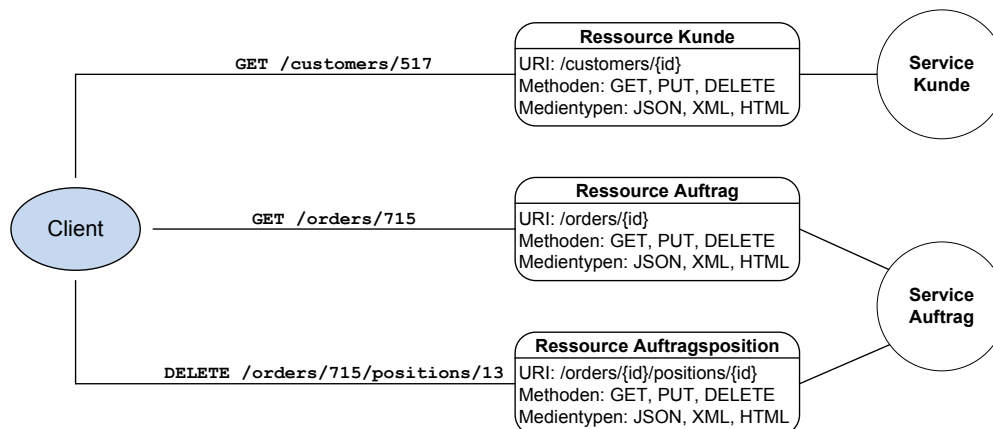 Ressource Kunde
GET /customers/517
URI: /customers/{id}
Methoden: GET, PUT, DELETE
Medientypen: JSON, XML, HTML
Service
Kunde
Ressource Auftrag
GET /orders/715
Client
URI: /orders/{id}
Methoden: GET, PUT, DELETE
Medientypen: JSON, XML, HTML
Service
Auftrag
Ressource Auftragsposition
DELETE /orders/715/positions/13
URI: /orders/{id}/positions/{id}
Methoden: GET, PUT, DELETE
Medientypen: JSON, XML, HTML